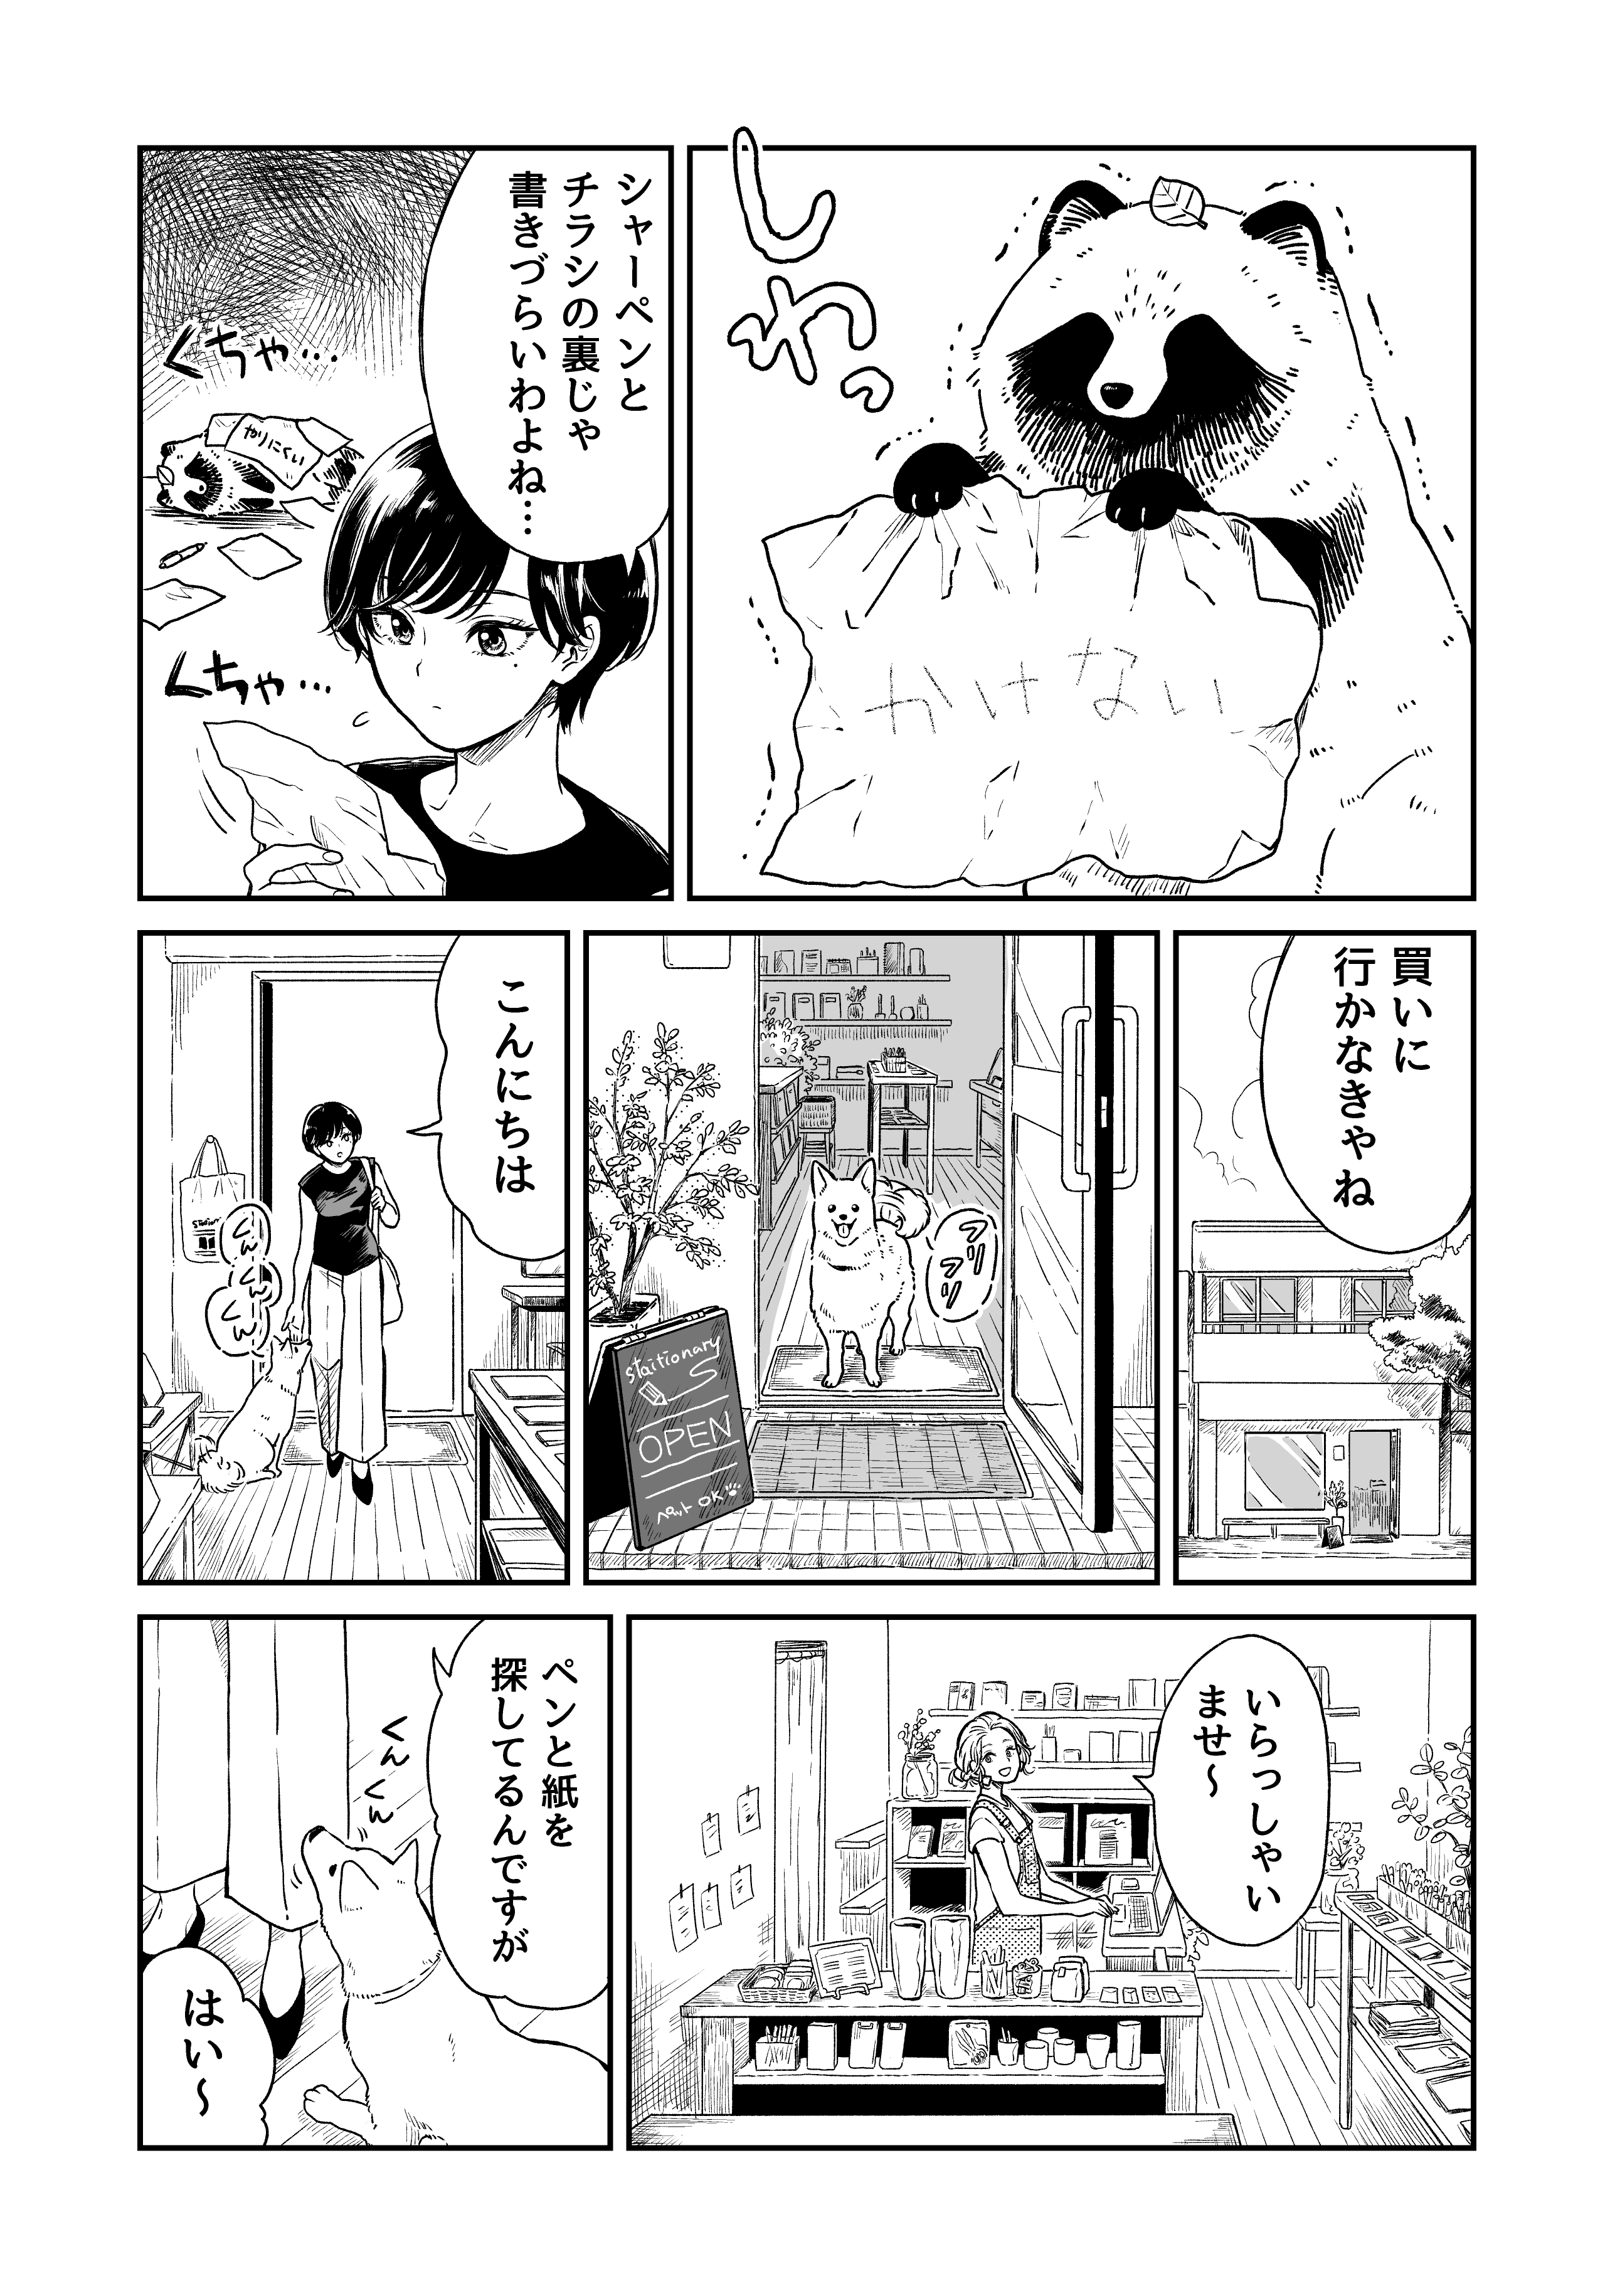 しわっ
かけない
シャーペンと
チラシの裏じゃ
書きづらいわよね…
くちゃ…
やりにくい
くちゃ…
買いに
行かなきゃね
フリ
フリ
Staitionary
OPEN
ペット OK
こんにちは
くん
くん
くん
いらっしゃい
ませ〜
ペンと紙を
探してるんですが
くん
くん
はい〜